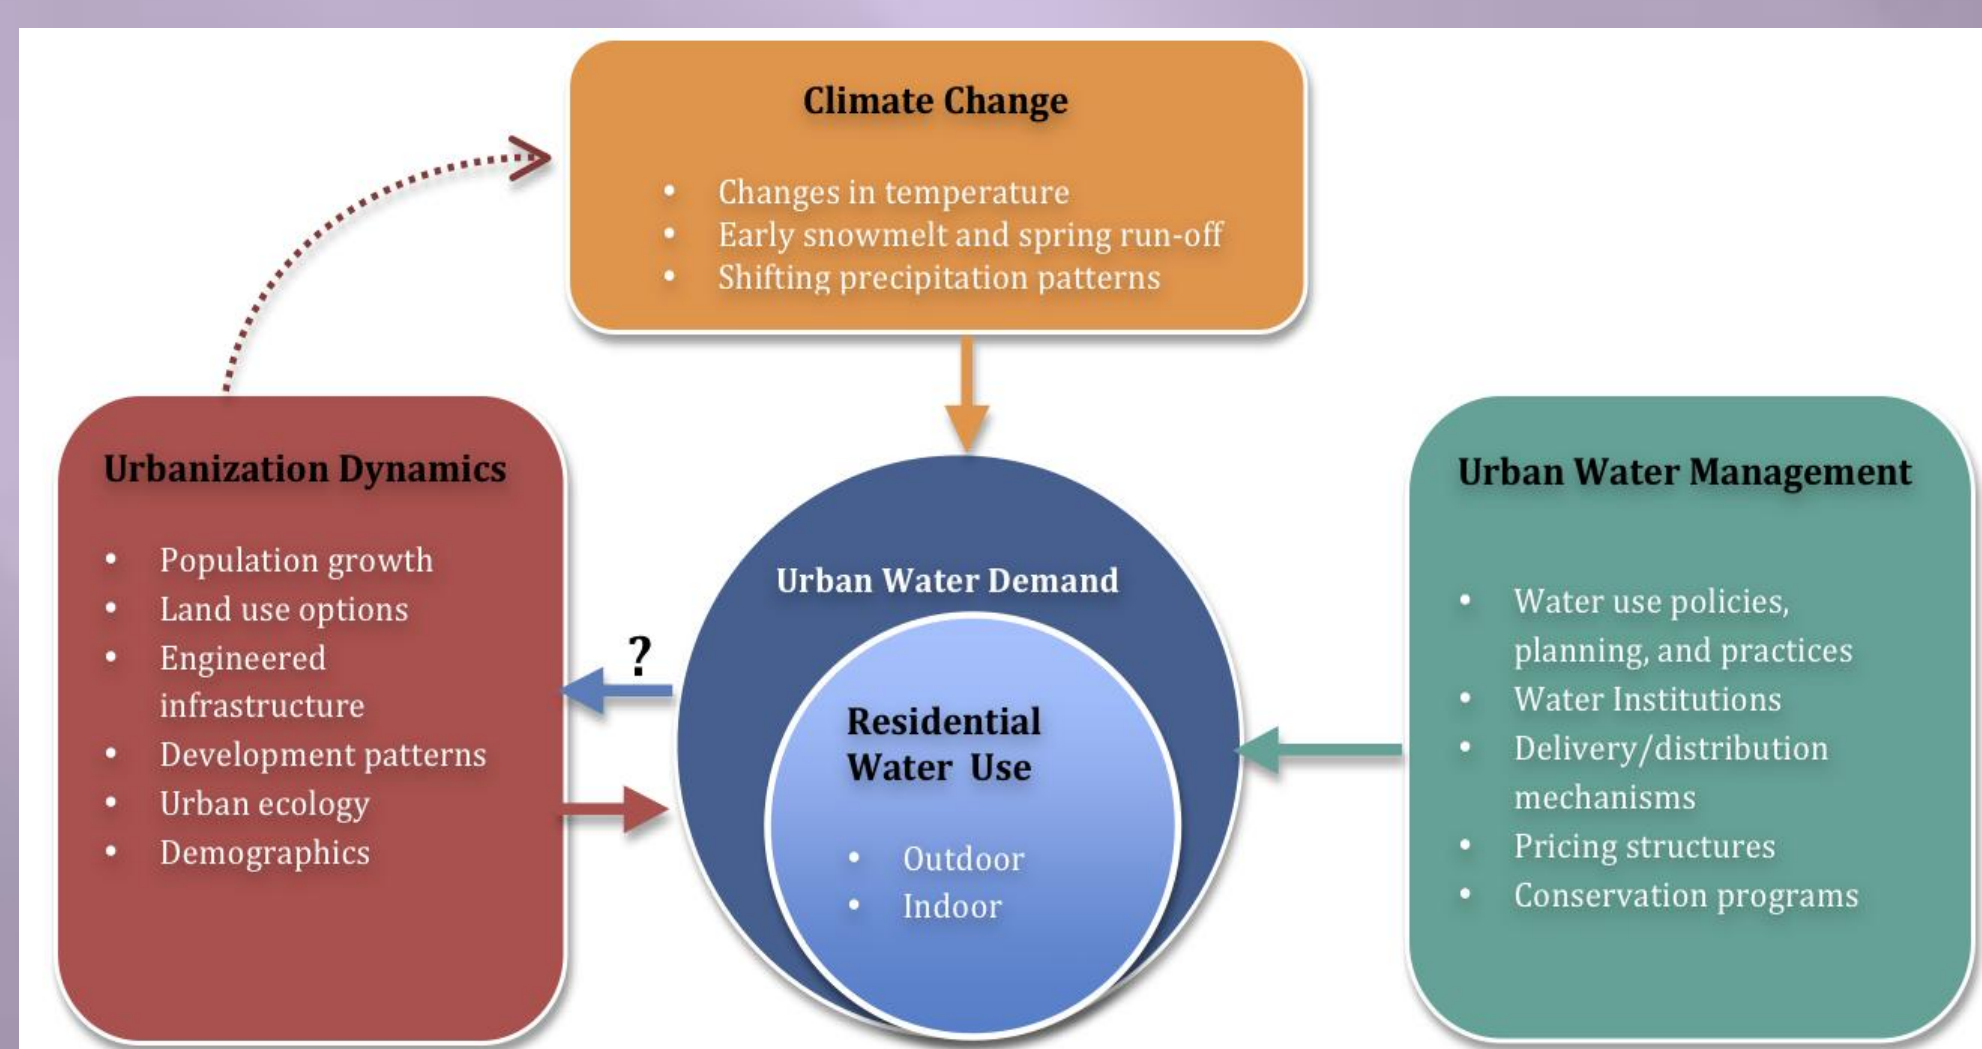 Climate Change
• Changes in temperature
• Early snowmelt and spring run-off
• Shifting precipitation patterns
Urbanization Dynamics
• Population growth
• Land use options
• Engineered
infrastructure
• Development patterns
• Urban ecology
• Demographics
?
Urban Water Demand
Residential
Water Use
• Outdoor
• Indoor
Urban Water Management
• Water use policies,
planning, and practices
• Water Institutions
• Delivery/distribution
mechanisms
• Pricing structures
• Conservation programs